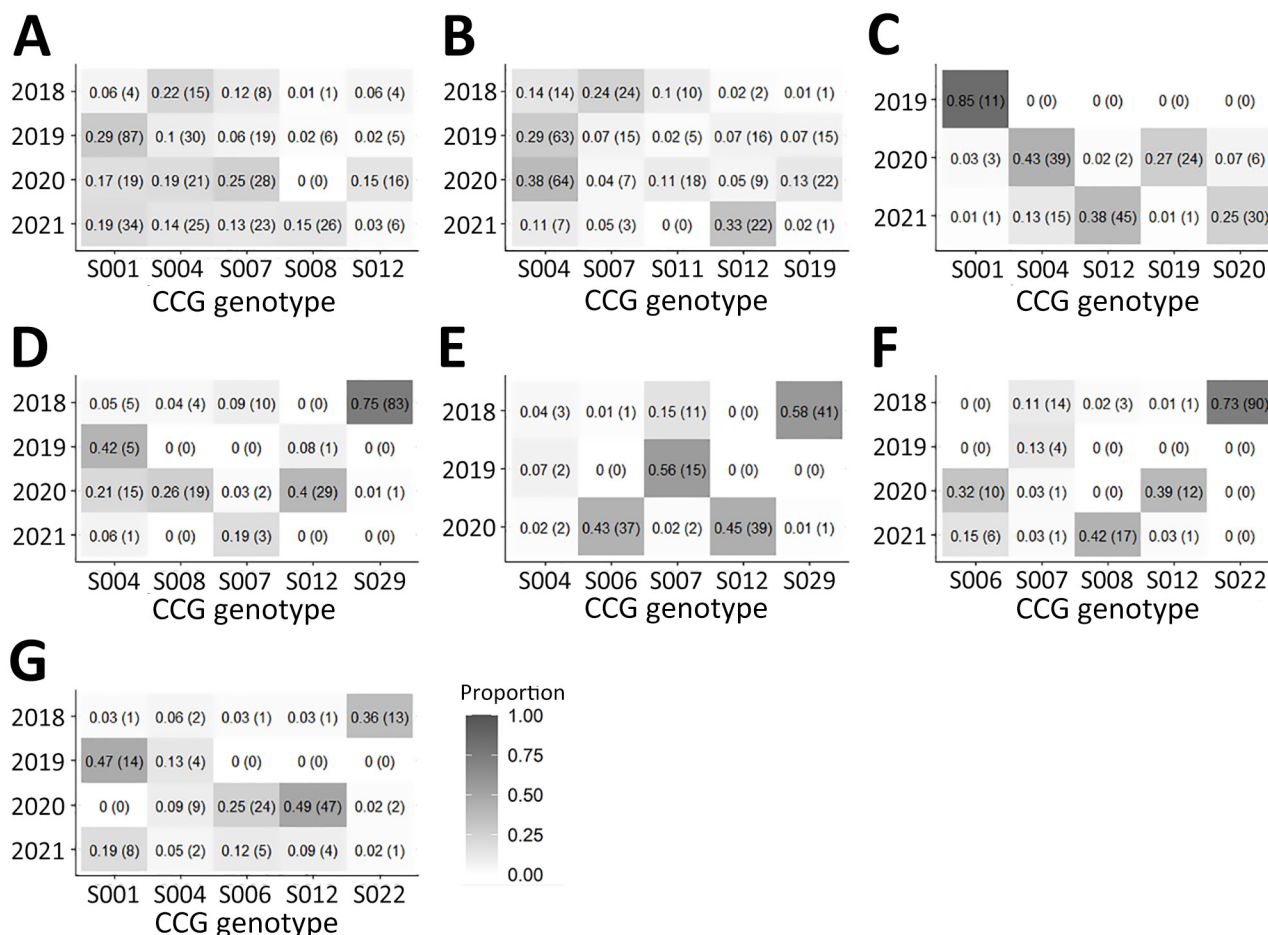 A
2018 0.06 (4) 0.22 (15) 0.12 (8) 0.01 (1) 0.06 (4)
2019 0.29 (87) 0.1 (30) 0.06 (19) 0.02 (6) 0.02 (5)
2020 0.17 (19) 0.19 (21) 0.25 (28) 0 (0) 0.15 (16)
2021 0.19 (34) 0.14 (25) 0.13 (23) 0.15 (26) 0.03 (6)
S001 S004 S007 S008 S012
CCG genotype
B
2018 0.14 (14) 0.24 (24) 0.1 (10) 0.02 (2) 0.01 (1)
2019 0.29 (63) 0.07 (15) 0.02 (5) 0.07 (16) 0.07 (15)
2020 0.38 (64) 0.04 (7) 0.11 (18) 0.05 (9) 0.13 (22)
2021 0.11 (7) 0.05 (3) 0 (0) 0.33 (22) 0.02 (1)
S004 S007 S011 S012 S019
CCG genotype
C
2019 0.85 (11) 0 (0) 0 (0) 0 (0) 0 (0)
2020 0.03 (3) 0.43 (39) 0.02 (2) 0.27 (24) 0.07 (6)
2021 0.01 (1) 0.13 (15) 0.38 (45) 0.01 (1) 0.25 (30)
S001 S004 S012 S019 S020
CCG genotype
D
2018 0.05 (5) 0.04 (4) 0.09 (10) 0 (0) 0.75 (83)
2019 0.42 (5) 0 (0) 0 (0) 0.08 (1) 0 (0)
2020 0.21 (15) 0.26 (19) 0.03 (2) 0.4 (29) 0.01 (1)
2021 0.06 (1) 0 (0) 0.19 (3) 0 (0) 0 (0)
S004 S008 S007 S012 S029
CCG genotype
E
2018 0.04 (3) 0.01 (1) 0.15 (11) 0 (0) 0.58 (41)
2019 0.07 (2) 0 (0) 0.56 (15) 0 (0) 0 (0)
2020 0.02 (2) 0.43 (37) 0.02 (2) 0.45 (39) 0.01 (1)
S004 S006 S007 S012 S029
CCG genotype
F
2018 0 (0) 0.11 (14) 0.02 (3) 0.01 (1) 0.73 (90)
2019 0 (0) 0.13 (4) 0 (0) 0 (0) 0 (0)
2020 0.32 (10) 0.03 (1) 0 (0) 0.39 (12) 0 (0)
2021 0.15 (6) 0.03 (1) 0.42 (17) 0.03 (1) 0 (0)
S006 S007 S008 S012 S022
CCG genotype
G
2018 0.03 (1) 0.06 (2) 0.03 (1) 0.03 (1) 0.36 (13)
2019 0.47 (14) 0.13 (4) 0 (0) 0 (0) 0 (0)
2020 0 (0) 0.09 (9) 0.25 (24) 0.49 (47) 0.02 (2)
2021 0.19 (8) 0.05 (2) 0.12 (5) 0.09 (4) 0.02 (1)
S001 S004 S006 S012 S022
CCG genotype
Proportion
1.00
0.75
0.50
0.25
0.00